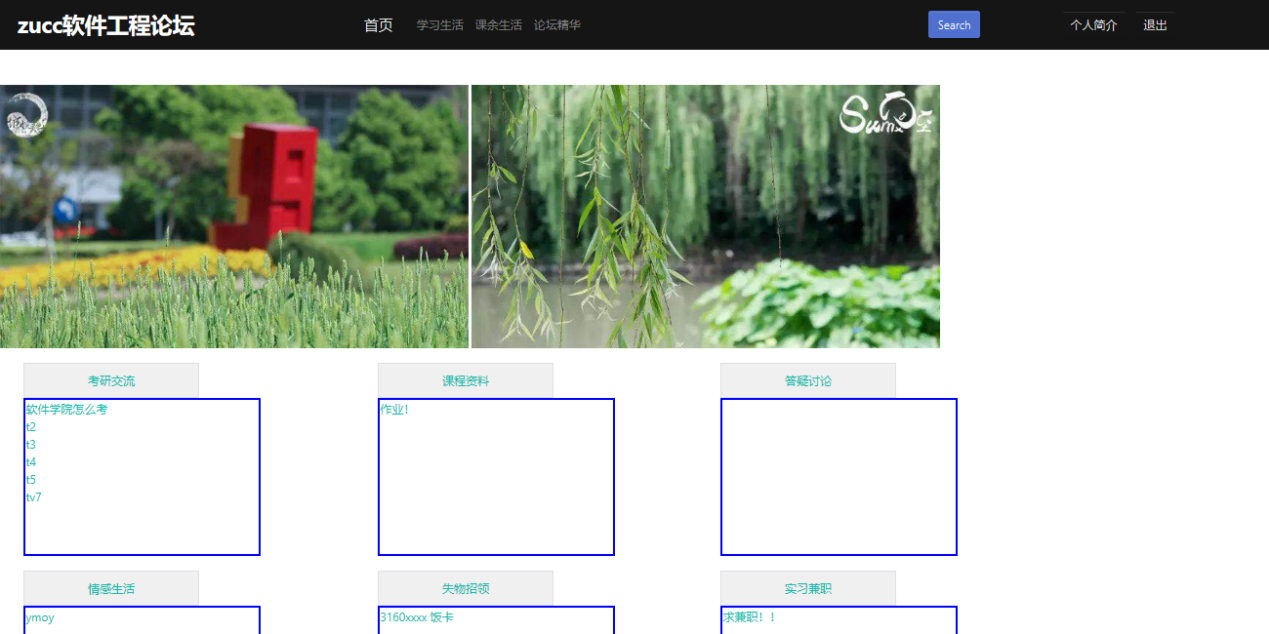 zucc软件工程论坛 首页 学习生活 课余生活 论坛精华 Search 个人简介 退出
考研交流 课程资料 答疑讨论
软件学院怎么考 作业!
t2
t3
t4
t5
tv7
情感生活 失物招领 实习兼职
ymoy 3160xxxx 饭卡 求兼职！！